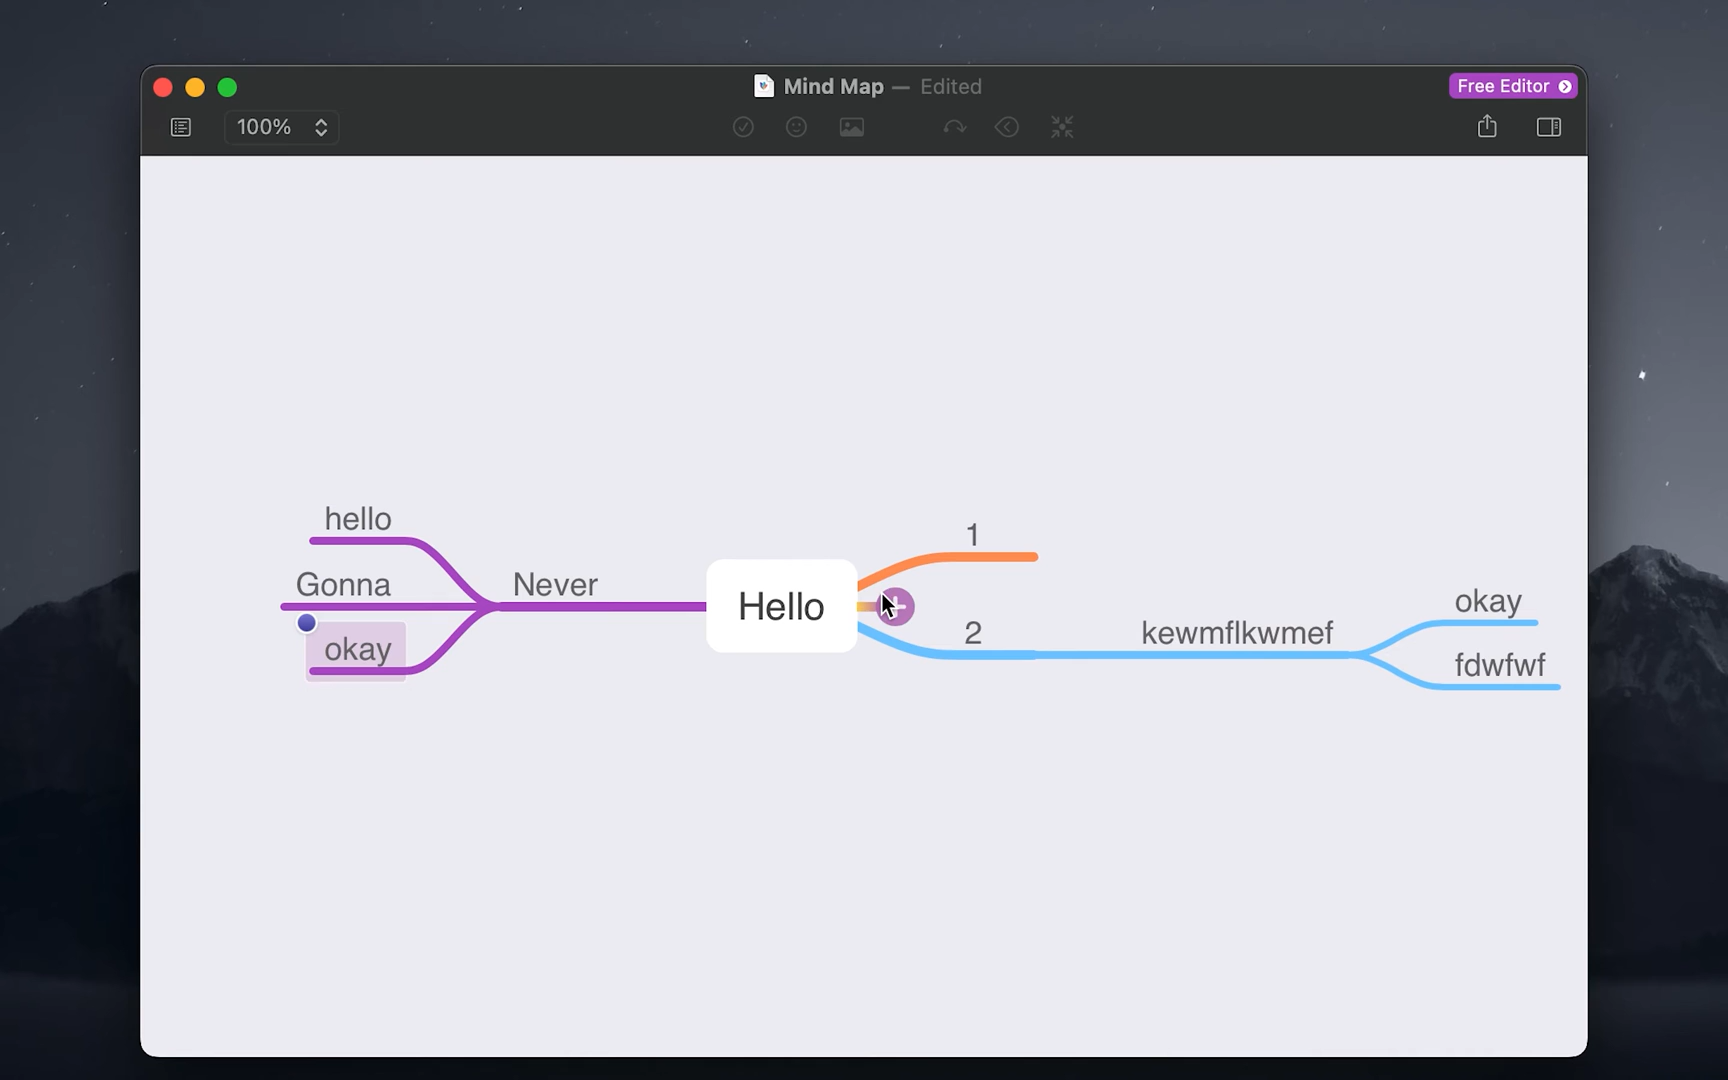 Mind Map — Edited
Free Editor
100%
hello
Gonna
okay
Never
Hello
1
2
kewmflkwmef
okay
fdwfwf